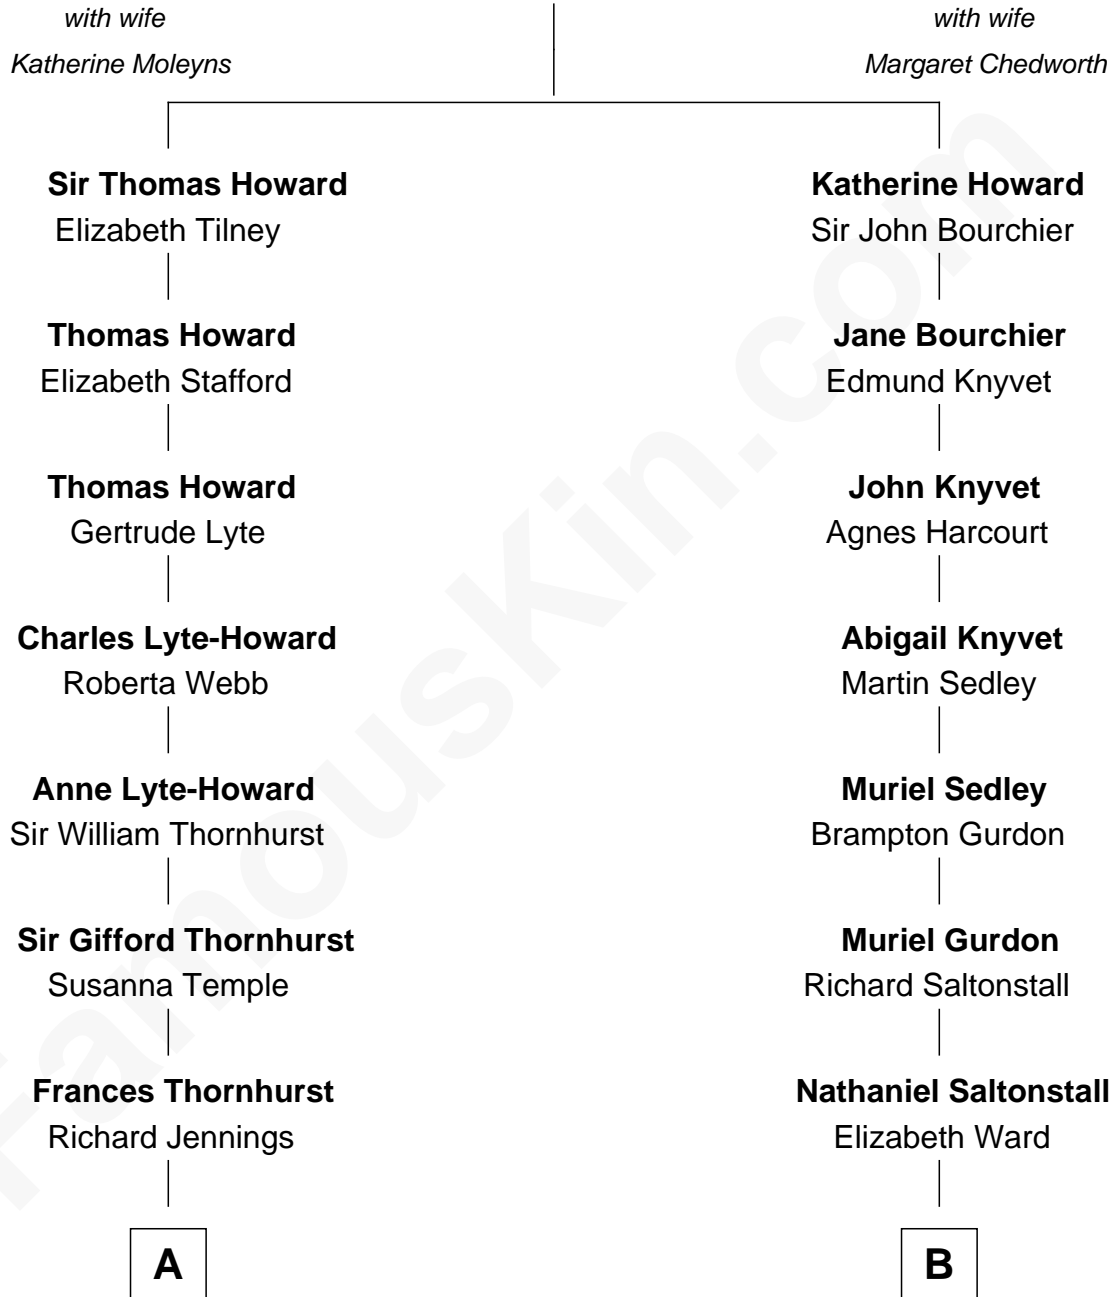 with wife
Katherine Moleyns
with wife
Margaret Chedworth
Sir Thomas Howard
Elizabeth Tilney
Katherine Howard
Sir John Bourchier
Thomas Howard
Elizabeth Stafford
Jane Bourchier
Edmund Knyvet
Thomas Howard
Gertrude Lyte
John Knyvet
Agnes Harcourt
Charles Lyte-Howard
Roberta Webb
Abigail Knyvet
Martin Sedley
Anne Lyte-Howard
Sir William Thornhurst
Muriel Sedley
Brampton Gurdon
Sir Gifford Thornhurst
Susanna Temple
Muriel Gurdon
Richard Saltonstall
Frances Thornhurst
Richard Jennings
Nathaniel Saltonstall
Elizabeth Ward
A
B
FamousKin.com